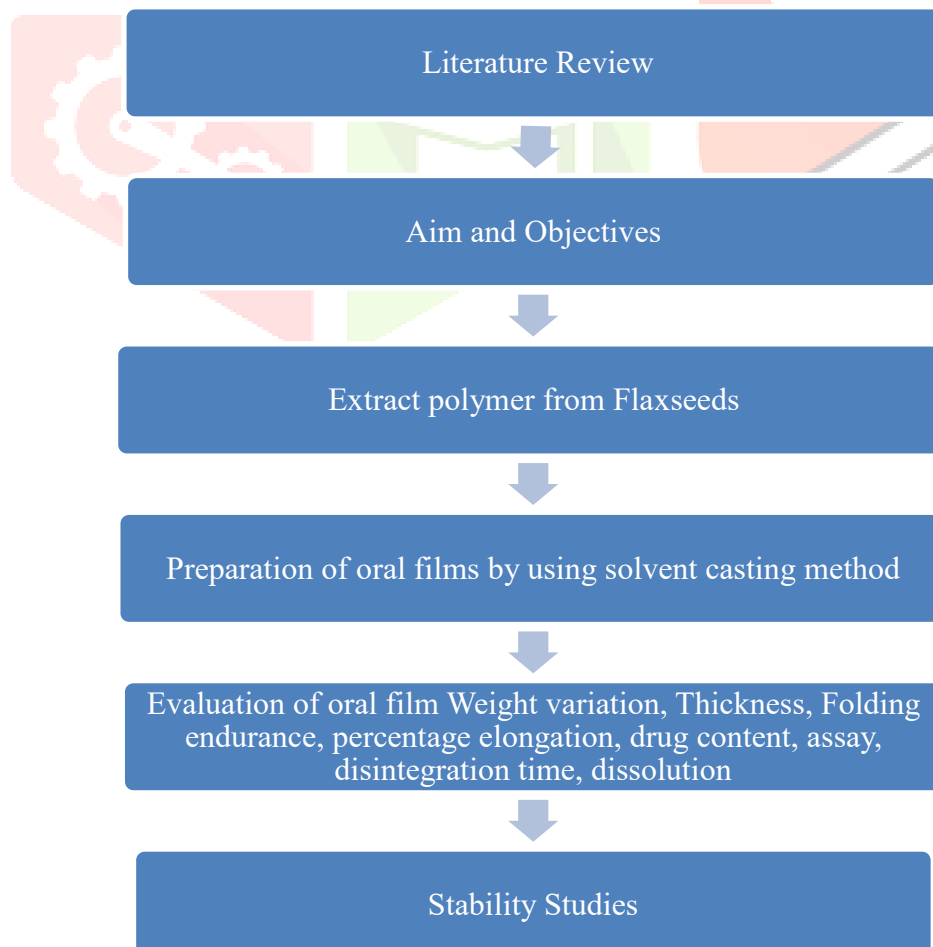 Literature Review
Aim and Objectives
Extract polymer from Flaxseeds
Preparation of oral films by using solvent casting method
Evaluation of oral film Weight variation, Thickness, Folding
endurance, percentage elongation, drug content, assay,
disintegration time, dissolution
Stability Studies